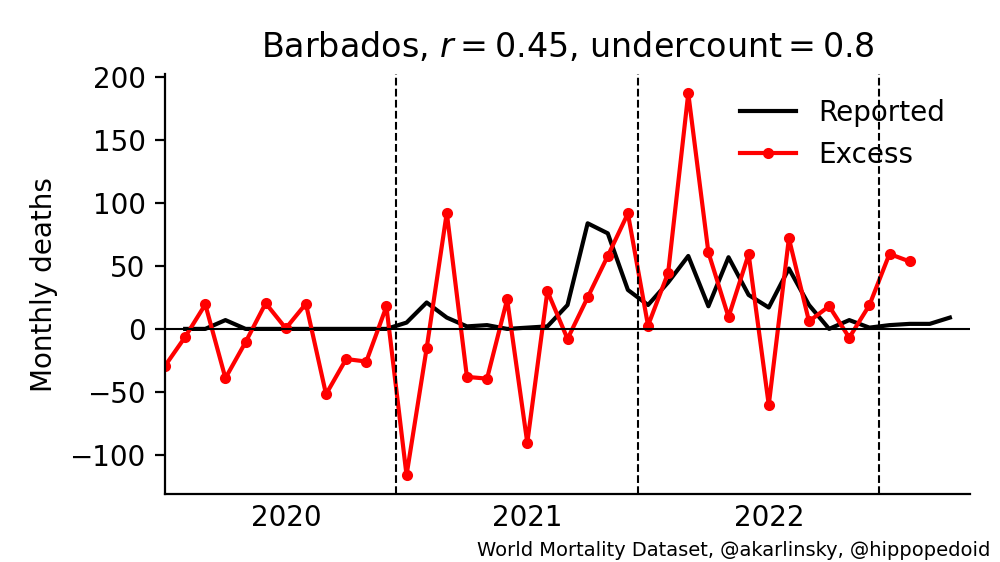 Barbados, r = 0.45, undercount = 0.8
200
150
100
50
0
−50
−100
Monthly deaths
Reported
Excess
2020
2021
2022
World Mortality Dataset, @akarlinsky, @hippopedoid